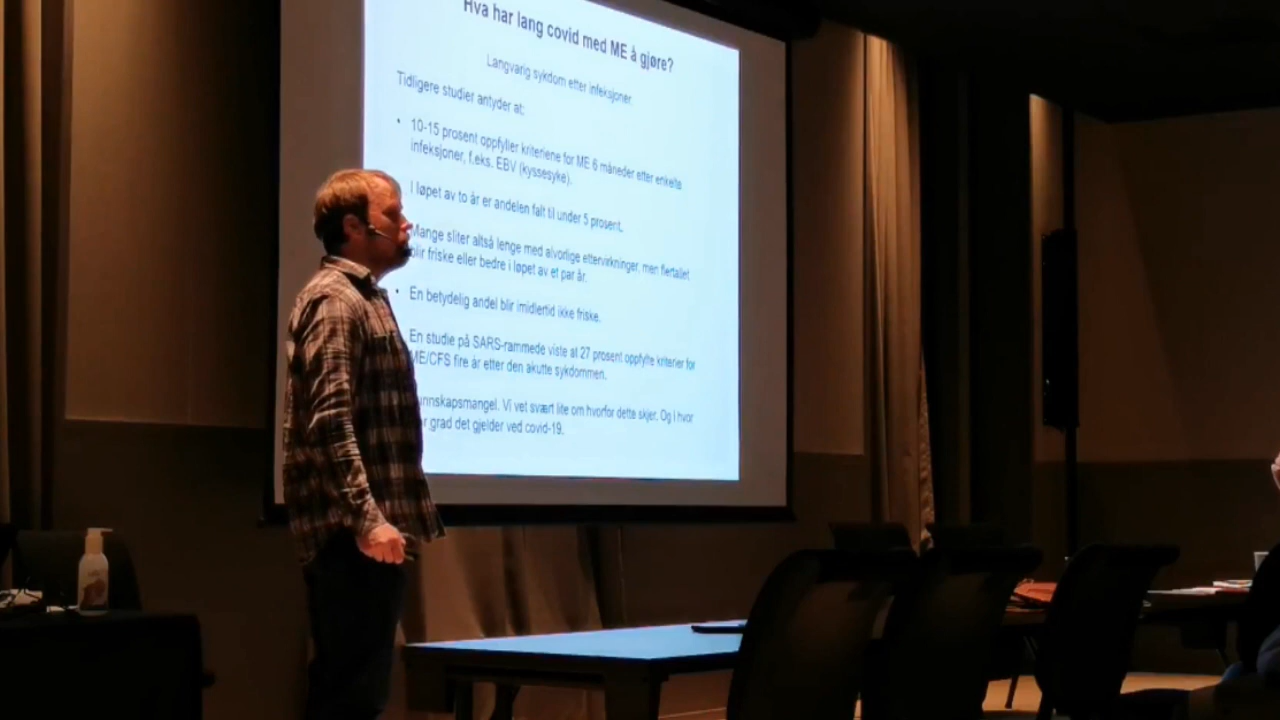 Hva har lang covid med ME å gjøre?
Langvarig sykdom etter infeksjoner
Tidligere studier antyder at:
• 10-15 prosent oppfyller kriteriene for ME 6 måneder etter enkelte
infeksjoner, f.eks. EBV (kyssesyke).
I løpet av to år er andelen falt til under 5 prosent.
Mange sliter altså lenge med alvorlige ettervirkninger, men flertallet
blir friske eller bedre i løpet av et par år.
• En betydelig andel blir imidlertid ikke friske.
En studie på SARS-rammede viste at 27 prosent oppfylte kriterier for
ME/CFS fire år etter den akutte sykdommen.
unnskapsmangel. Vi vet svært lite om hvorfor dette skjer. Og I hvor
r grad det gjelder ved covid-19.